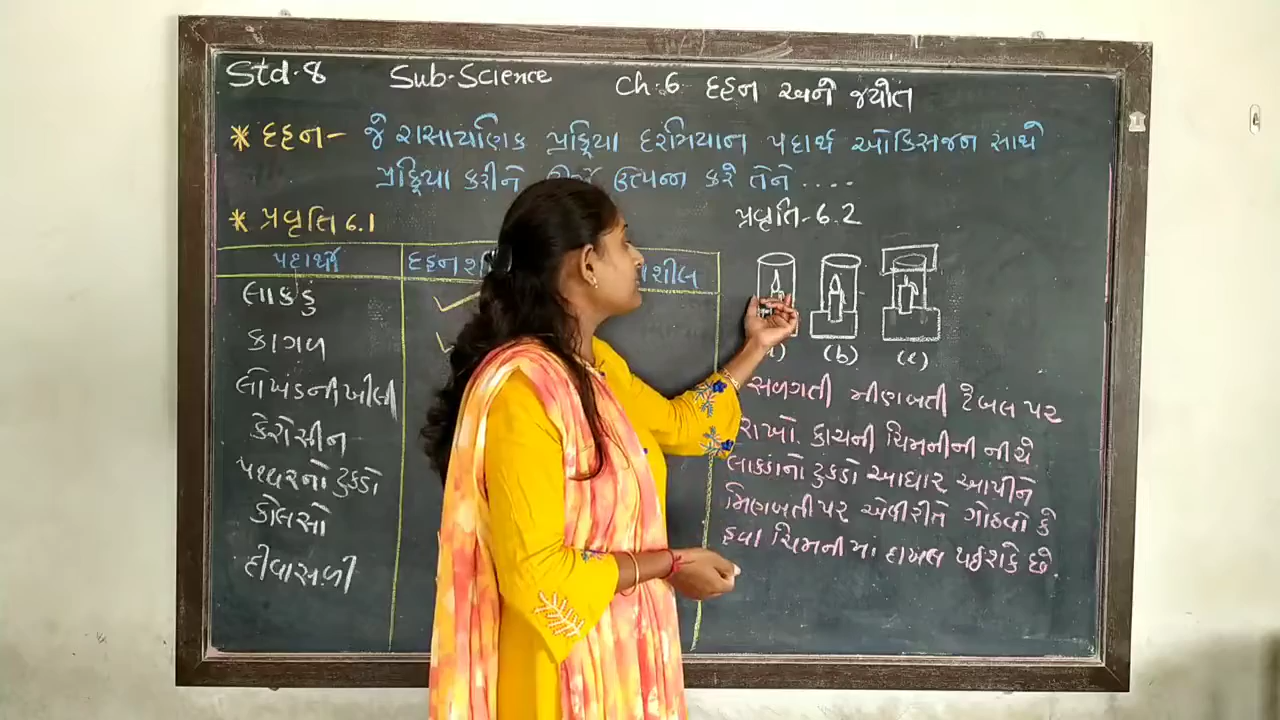 Std.8 Sub-Science Ch:6 દહન અને જ્યોત
* દહન- જે રાસાયણિક પ્રક્રિયા દરમિયાન પદાર્થ ઓક્સિજન સાથે
પ્રક્રિયા કરીને ઉત્પન્ન કરે તેને ....
* પ્રવૃતિ 6.1
પદાર્થો
લાકડું
કાગળ
લોખંડની ખીલી
કેરોસીન
પથ્થરનો ટુકડો
કોલસો
દીવાસળી
પ્રવૃતિ-6.2
(b) (c)
સળગતી મીણબતી ટેબલ પર
રાખો. કાચની ચિમનીની નીચે
લાકડાનો ટુકડો આધાર આપીને
મિણબતી પર એવી રીતે ગોઠવો કે
હવા ચિમની માં દાખલ થઈ શકે છે